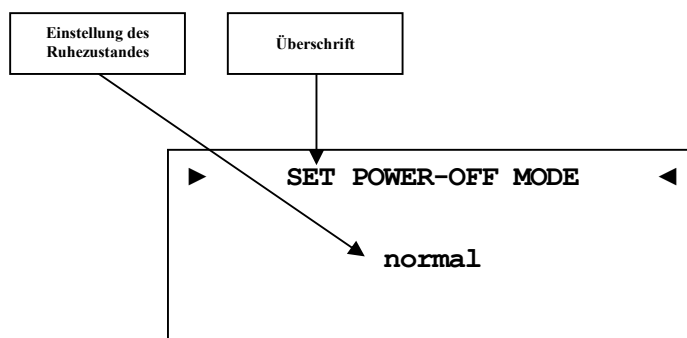 Einstellung des
Ruhezustandes
Überschrift
► SET POWER-OFF MODE ◄
normal